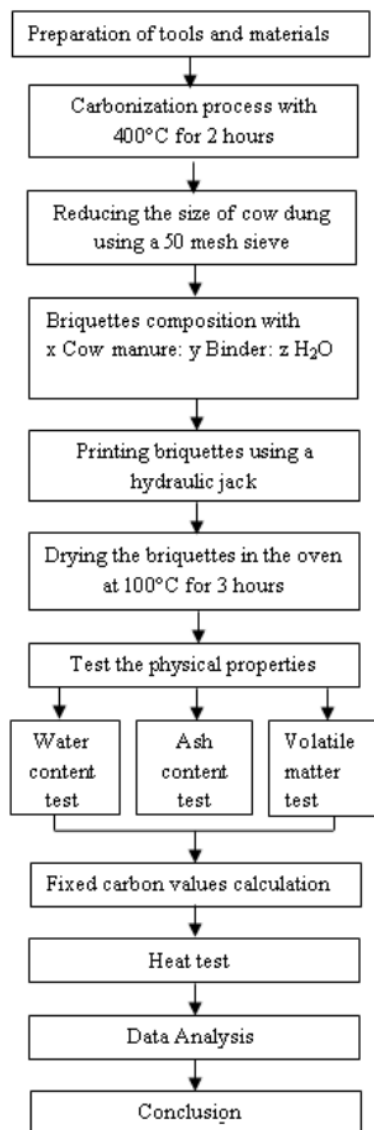 Preparation of tools and materials
Carbonization process with
400°C for 2 hours
Reducing the size of cow dung
using a 50 mesh sieve
Briquettes composition with
x Cow manure: y Binder: z H₂O
Printing briquettes using a
hydraulic jack
Drying the briquettes in the oven
at 100°C for 3 hours
Test the physical properties
Water
content
test
Ash
content
test
Volatile
matter
test
Fixed carbon values calculation
Heat test
Data Analysis
Conclusion